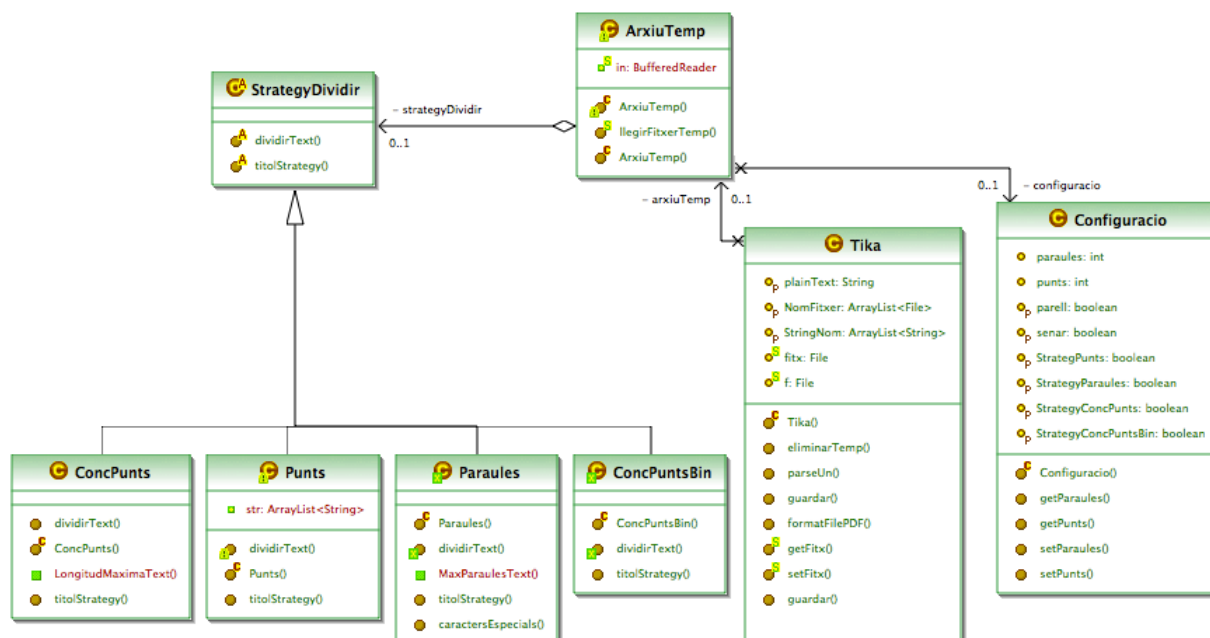 ArxiuTemp
in: BufferedReader
ArxiuTemp()
llegirFitxerTemp()
ArxiuTemp()
StrategyDividir
dividirText()
titolStrategy()
– strategyDividir
0..1
– arxiuTemp
0..1
0..1
– configuracio
Configuracio
paraules: int
punts: int
parell: boolean
senar: boolean
StrategPunts: boolean
StrategyParaules: boolean
StrategyConcPunts: boolean
StrategyConcPuntsBin: boolean
Configuracio()
getParaules()
getPunts()
setParaules()
setPunts()
Tika
plainText: String
NomFitxer: ArrayList<File>
StringNom: ArrayList<String>
fitx: File
f: File
Tika()
eliminarTemp()
parseUn()
guardar()
formatFilePDF()
getFitx()
setFitx()
guardar()
ConcPunts
dividirText()
ConcPunts()
LongitudMaximaText()
titolStrategy()
Punts
str: ArrayList<String>
dividirText()
Punts()
titolStrategy()
Paraules
Paraules()
dividirText()
MaxParaulesText()
titolStrategy()
caractersEspecials()
ConcPuntsBin
ConcPuntsBin()
dividirText()
titolStrategy()